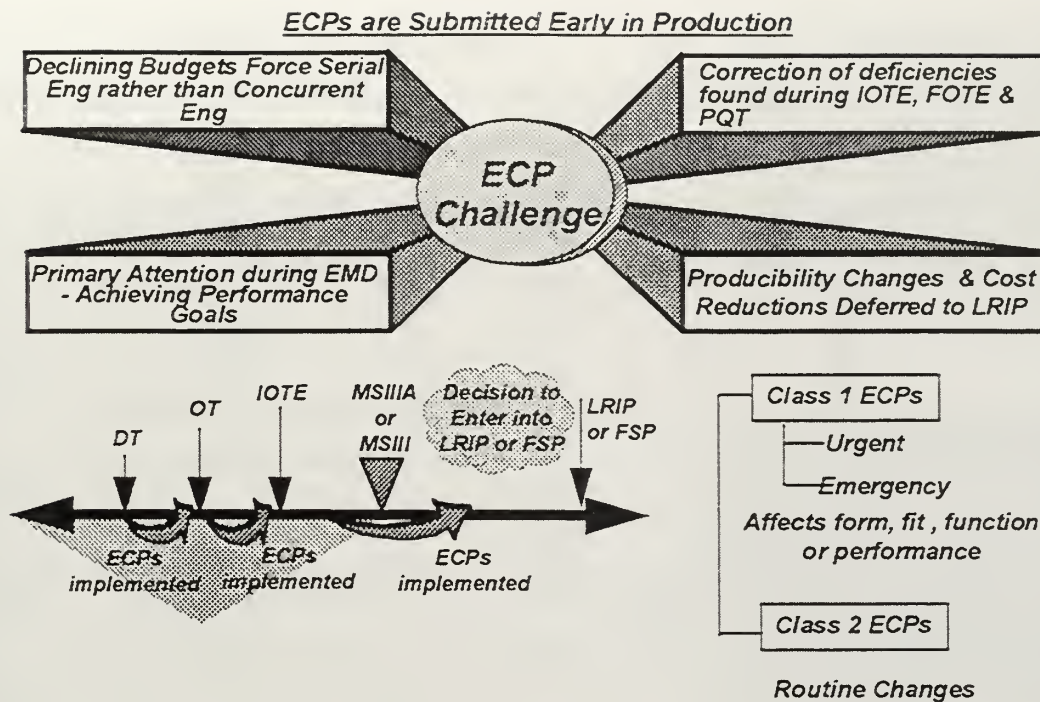 ECPs are Submitted Early in Production
Declining Budgets Force Serial
Eng rather than Concurrent
Eng
Correction of deficiencies
found during IOTE, FOTE &
PQT
ECP
Challenge
Primary Attention during EMD
- Achieving Performance
Goals
Producibility Changes & Cost
Reductions Deferred to LRIP
DT
OT
IOTE
MSIIIA
or
MSIII
Decision to
Enter into
LRIP or FSP
LRIP
or FSP
ECPs
implemented
ECPs
implemented
ECPs
implemented
Class 1 ECPs
Urgent
Emergency
Affects form, fit , function
or performance
Class 2 ECPs
Routine Changes